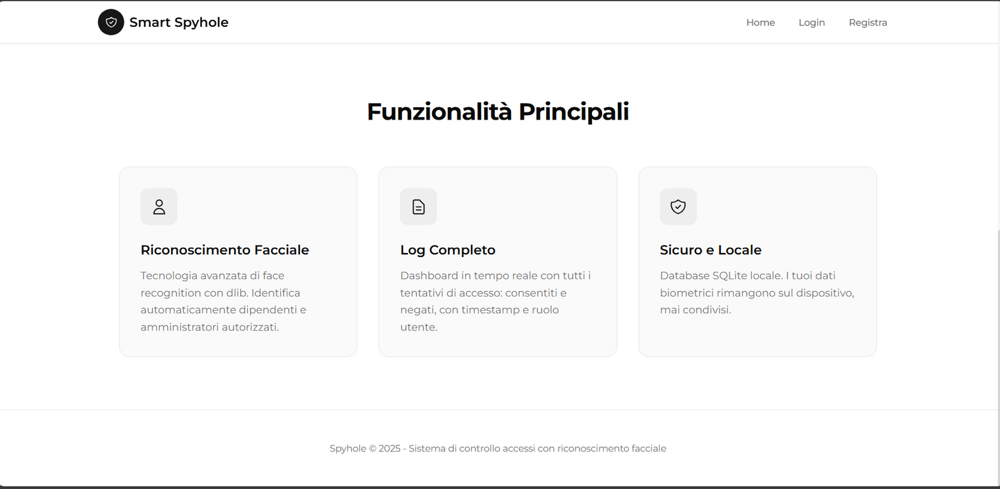 Smart Spyhole
Home Login Registra
Funzionalità Principali
Riconoscimento Facciale
Tecnologia avanzata di face
recognition con dlib. Identifica
automaticamente dipendenti e
amministratori autorizzati.
Log Completo
Dashboard in tempo reale con tutti i
tentativi di accesso: consentiti e
negati, con timestamp e ruolo
utente.
Sicuro e Locale
Database SQLite locale. I tuoi dati
biometrici rimangono sul dispositivo,
mai condivisi.
Spyhole © 2025 - Sistema di controllo accessi con riconoscimento facciale